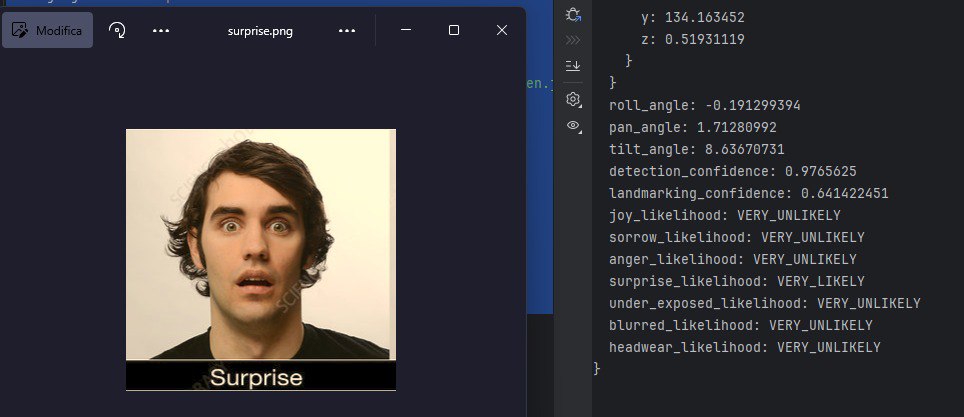 Modifica
surprise.png
en.j
Surprise
y: 134.163452
z: 0.51931119
}
}
roll_angle: -0.191299394
pan_angle: 1.71280992
tilt_angle: 8.63670731
detection_confidence: 0.9765625
landmarking_confidence: 0.641422451
joy_likelihood: VERY_UNLIKELY
sorrow_likelihood: VERY_UNLIKELY
anger_likelihood: VERY_UNLIKELY
surprise_likelihood: VERY_LIKELY
under_exposed_likelihood: VERY_UNLIKELY
blurred_likelihood: VERY_UNLIKELY
headwear_likelihood: VERY_UNLIKELY
}